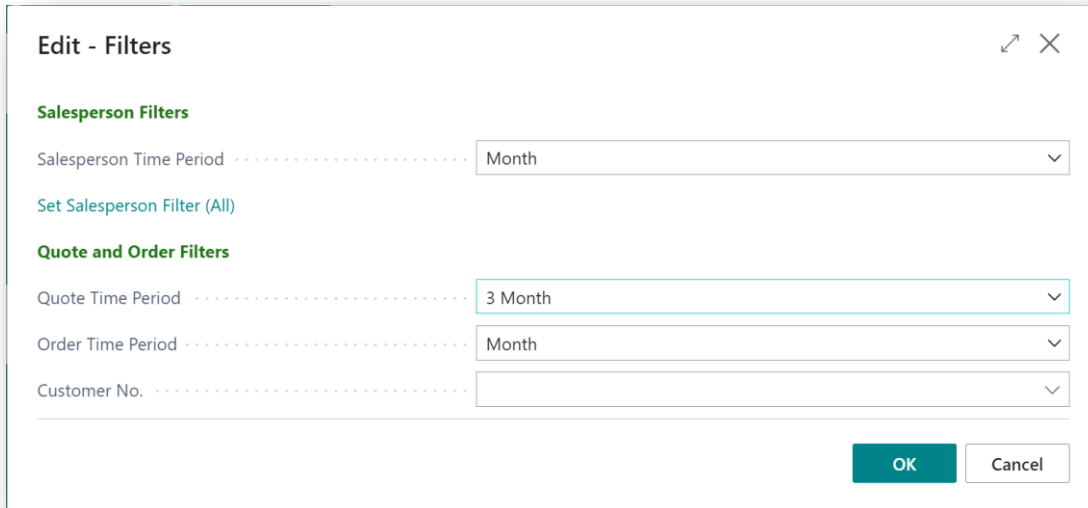 Edit - Filters
Salesperson Filters
Salesperson Time Period Month
Set Salesperson Filter (All)
Quote and Order Filters
Quote Time Period 3 Month
Order Time Period Month
Customer No.
OK Cancel